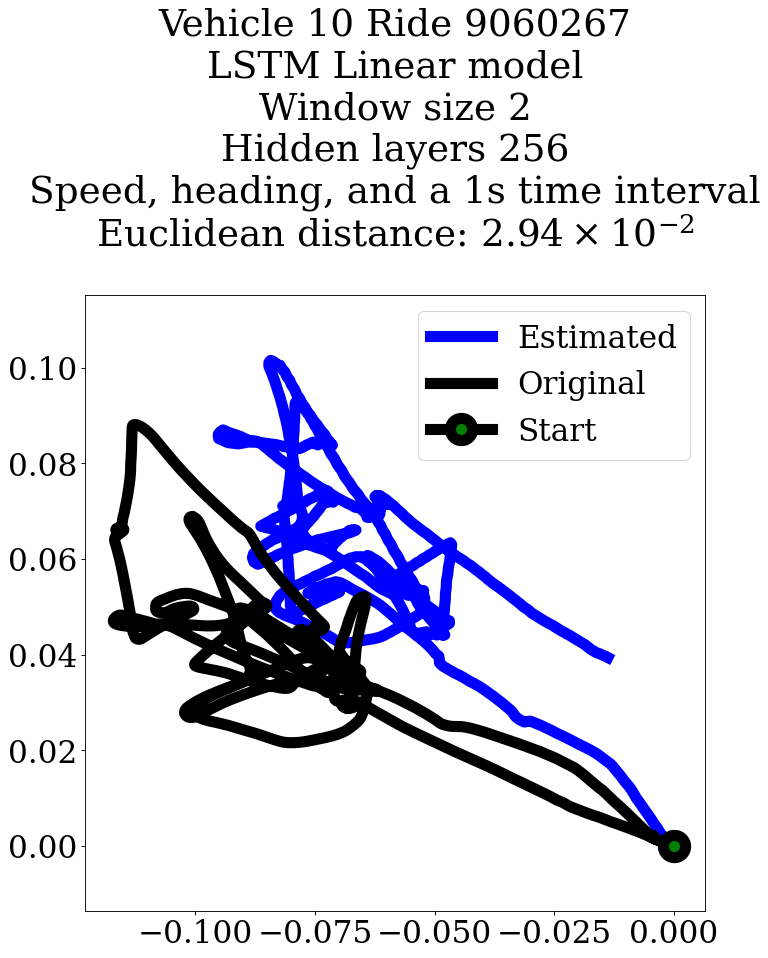 Vehicle 10 Ride 9060267
LSTM Linear model
Window size 2
Hidden layers 256
Speed, heading, and a 1s time interval
Euclidean distance: 2.94 × 10⁻²
Estimated
Original
Start
0.10
0.08
0.06
0.04
0.02
0.00
−0.100 −0.075 −0.050 −0.025 0.000